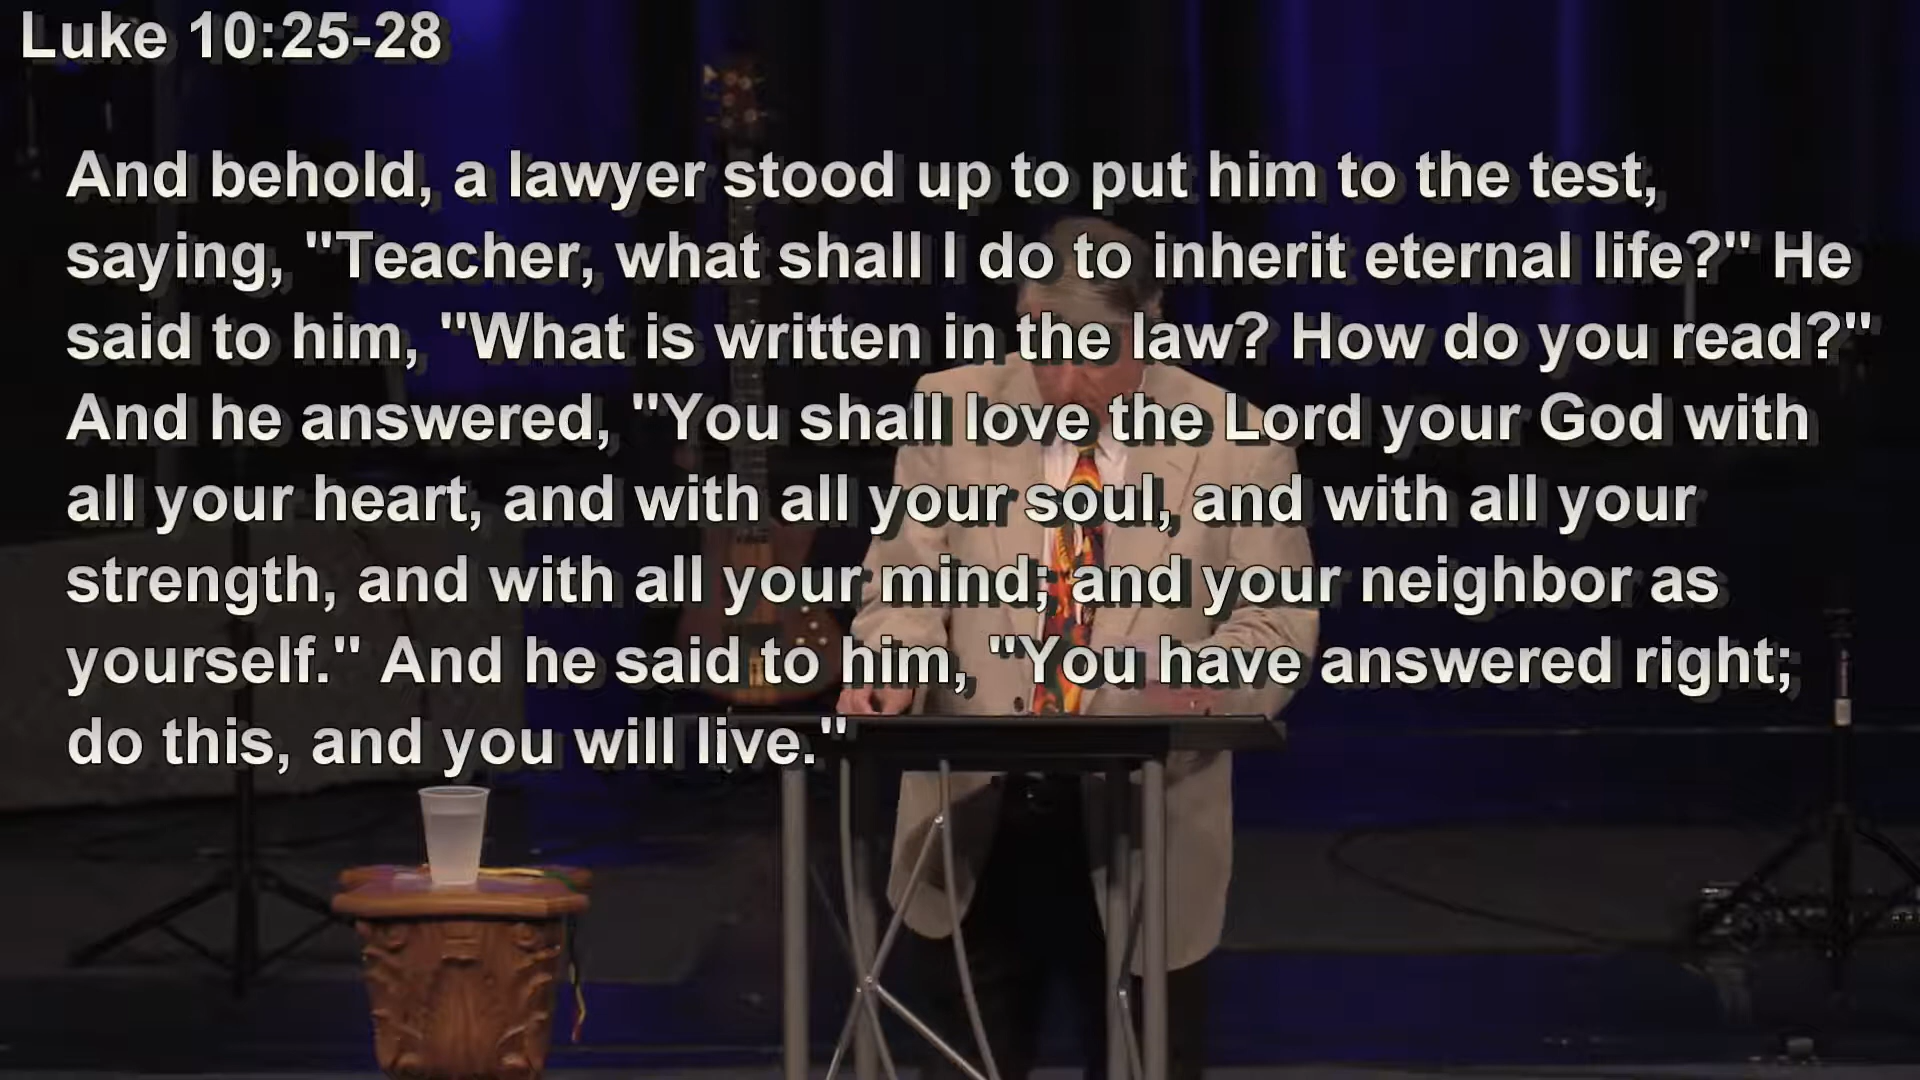 Luke 10:25-28
And behold, a lawyer stood up to put him to the test,
saying, "Teacher, what shall I do to inherit eternal life?" He
said to him, "What is written in the law? How do you read?"
And he answered, "You shall love the Lord your God with
all your heart, and with all your soul, and with all your
strength, and with all your mind; and your neighbor as
yourself." And he said to him, "You have answered right;
do this, and you will live."